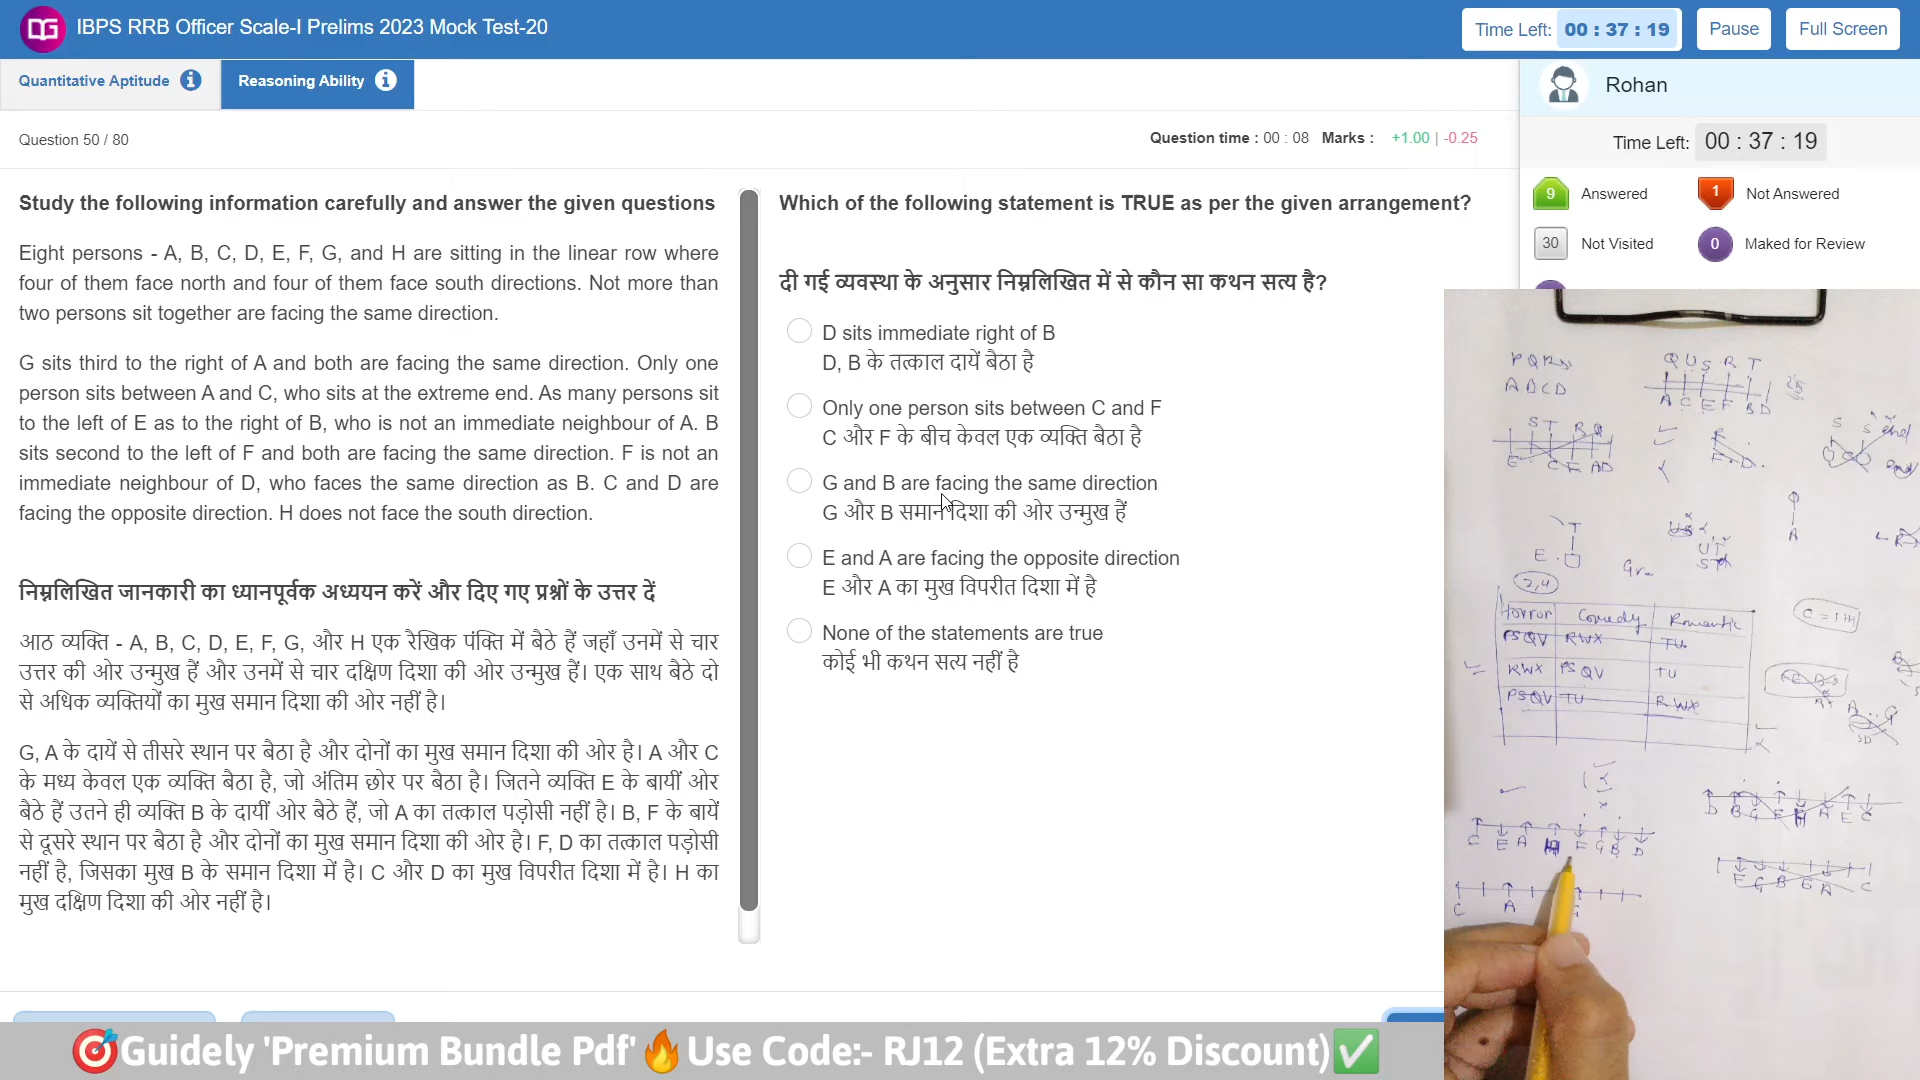 IBPS RRB Officer Scale-I Prelims 2023 Mock Test-20
Time Left: 00 : 37 : 19
Pause
Full Screen
Quantitative Aptitude
Reasoning Ability
Rohan
Question 50 / 80
Question time : 00 : 08 Marks : +1.00 | -0.25
Time Left: 00 : 37 : 19
9 Answered
1 Not Answered
30 Not Visited
0 Maked for Review
Study the following information carefully and answer the given questions
Eight persons - A, B, C, D, E, F, G, and H are sitting in the linear row where
four of them face north and four of them face south directions. Not more than
two persons sit together are facing the same direction.
G sits third to the right of A and both are facing the same direction. Only one
person sits between A and C, who sits at the extreme end. As many persons sit
to the left of E as to the right of B, who is not an immediate neighbour of A. B
sits second to the left of F and both are facing the same direction. F is not an
immediate neighbour of D, who faces the same direction as B. C and D are
facing the opposite direction. H does not face the south direction.
निम्नलिखित जानकारी का ध्यानपूर्वक अध्ययन करें और दिए गए प्रश्नों के उत्तर दें
आठ व्यक्ति - A, B, C, D, E, F, G, और H एक रैखिक पंक्ति में बैठे हैं जहाँ उनमें से चार
उत्तर की ओर उन्मुख हैं और उनमें से चार दक्षिण दिशा की ओर उन्मुख हैं। एक साथ बैठे दो
से अधिक व्यक्तियों का मुख समान दिशा की ओर नहीं है।
G, A के दायें से तीसरे स्थान पर बैठा है और दोनों का मुख समान दिशा की ओर है। A और C
के मध्य केवल एक व्यक्ति बैठा है, जो अंतिम छोर पर बैठा है। जितने व्यक्ति E के बायीं ओर
बैठे हैं उतने ही व्यक्ति B के दायीं ओर बैठे हैं, जो A का तत्काल पड़ोसी नहीं है। B, F के बायें
से दूसरे स्थान पर बैठा है और दोनों का मुख समान दिशा की ओर है। F, D का तत्काल पड़ोसी
नहीं है, जिसका मुख B के समान दिशा में है। C और D का मुख विपरीत दिशा में है। H का
मुख दक्षिण दिशा की ओर नहीं है।
Which of the following statement is TRUE as per the given arrangement?
दी गई व्यवस्था के अनुसार निम्नलिखित में से कौन सा कथन सत्य है?
D sits immediate right of B
D, B के तत्काल दायें बैठा है
Only one person sits between C and F
C और F के बीच केवल एक व्यक्ति बैठा है
G and B are facing the same direction
G और B समान दिशा की ओर उन्मुख हैं
E and A are facing the opposite direction
E और A का मुख विपरीत दिशा में है
None of the statements are true
कोई भी कथन सत्य नहीं है
A B C D
Q U S R T
A C E F B D
2,4
Horror Comedy Romantic
PSQV RWX TU
RWX PSQV TU
PSQV TU RWX
C E A H F G B D
C A
🎯Guidely 'Premium Bundle Pdf'🔥Use Code:- RJ12 (Extra 12% Discount)✅